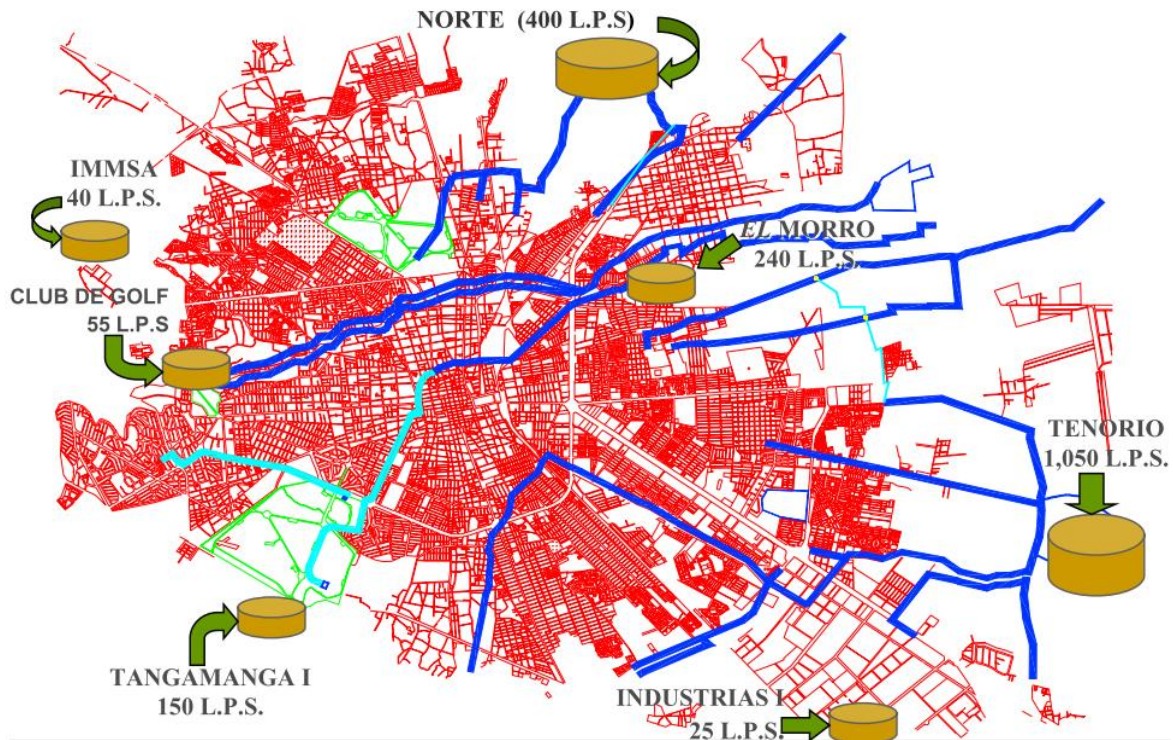 NORTE (400 L.P.S)
IMMSA
40 L.P.S.
EL MORRO
240 L.P.S.
CLUB DE GOLF
55 L.P.S
TENORIO
1,050 L.P.S.
TANGAMANGA I
150 L.P.S.
INDUSTRIAS I
25 L.P.S.